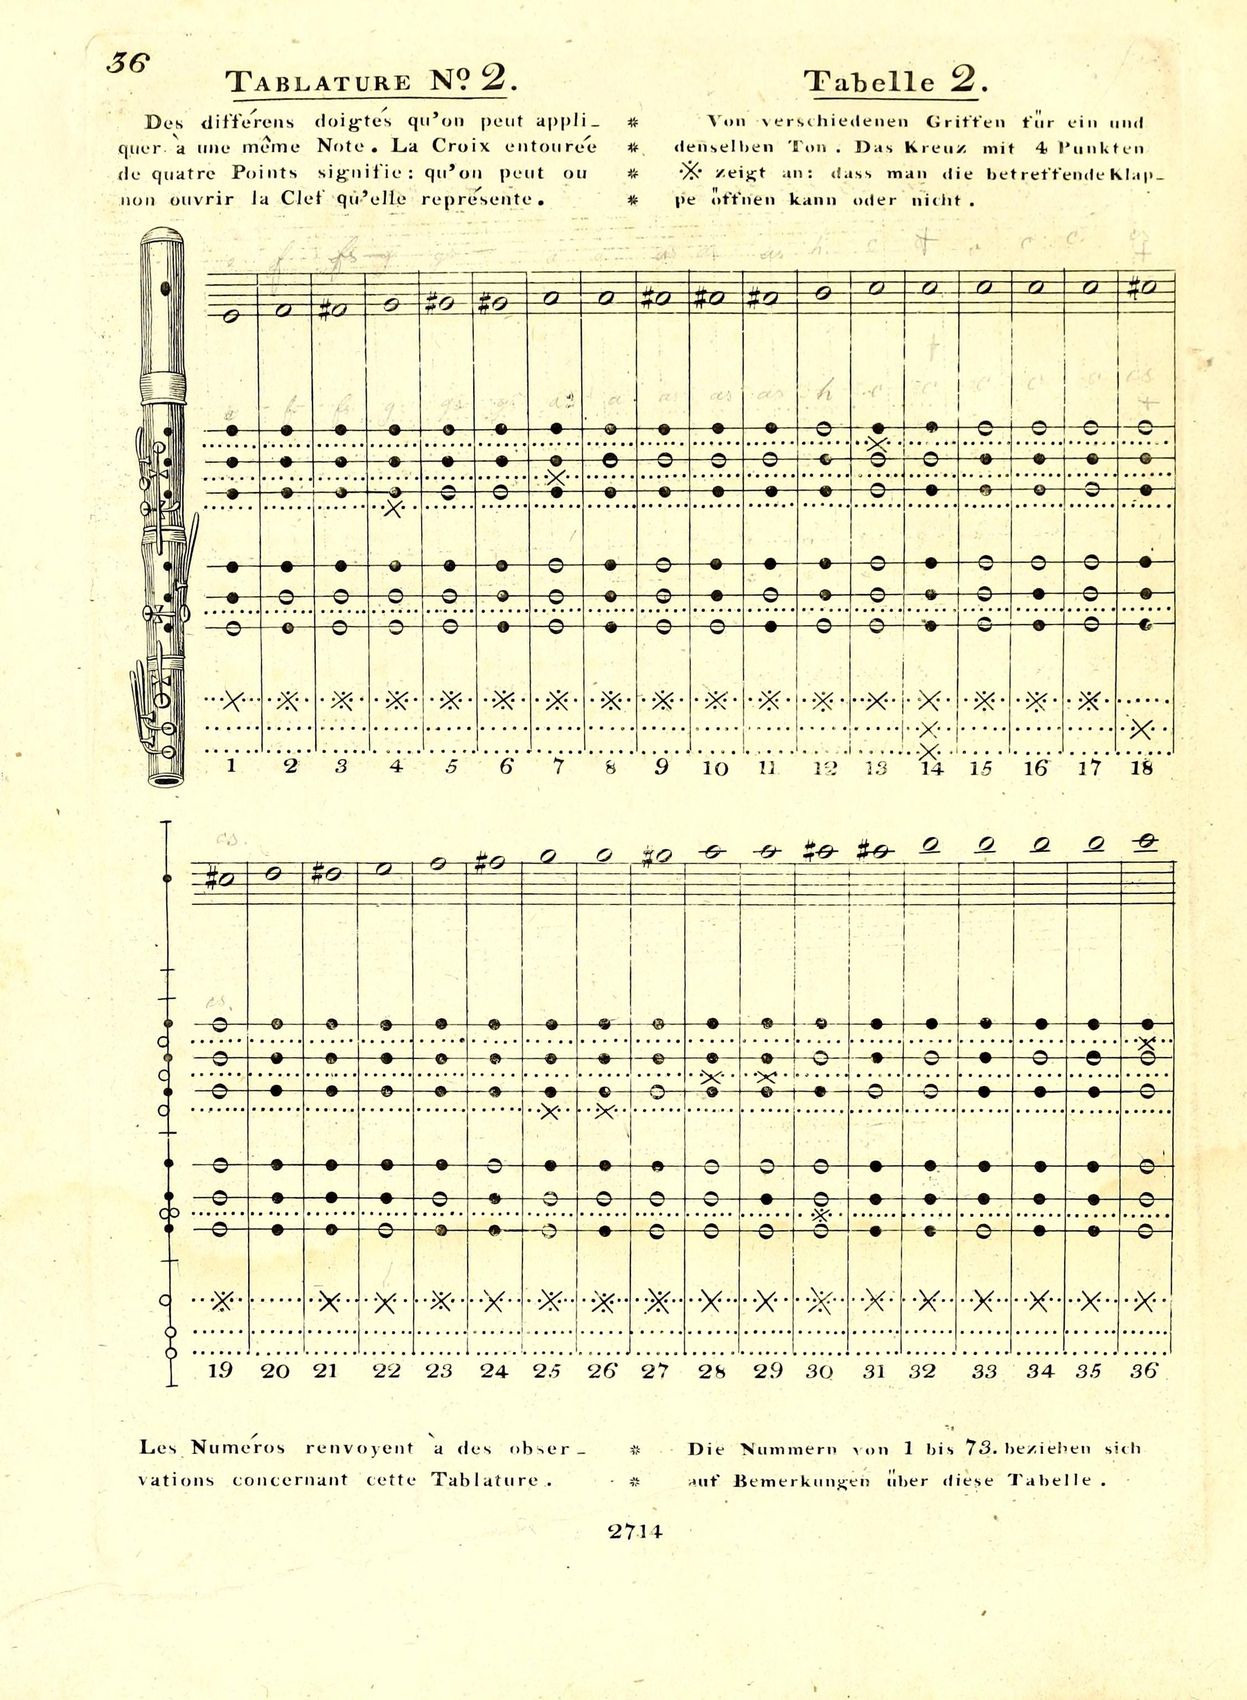 36
TABLATURE Nº 2.
Des différens doigtés qu'on peut appli_
quer à une même Note. La Croix entourée
de quatre Points signifie: qu'on peut ou
non ouvrir la Clef qu'elle représente.
Tabelle 2.
Von verschiedenen Griffen für ein und
denselben Ton. Das Kreuz mit 4 Punkten
※ zeigt an: dass man die betreffende Klap_
pe öffnen kann oder nicht.
1 2 3 4 5 6 7 8 9 10 11 12 13 14 15 16 17 18
19 20 21 22 23 24 25 26 27 28 29 30 31 32 33 34 35 36
Les Numéros renvoyent à des obser_
vations concernant cette Tablature.
Die Nummern von 1 bis 73. beziehen sich
auf Bemerkungen über diese Tabelle.
2714